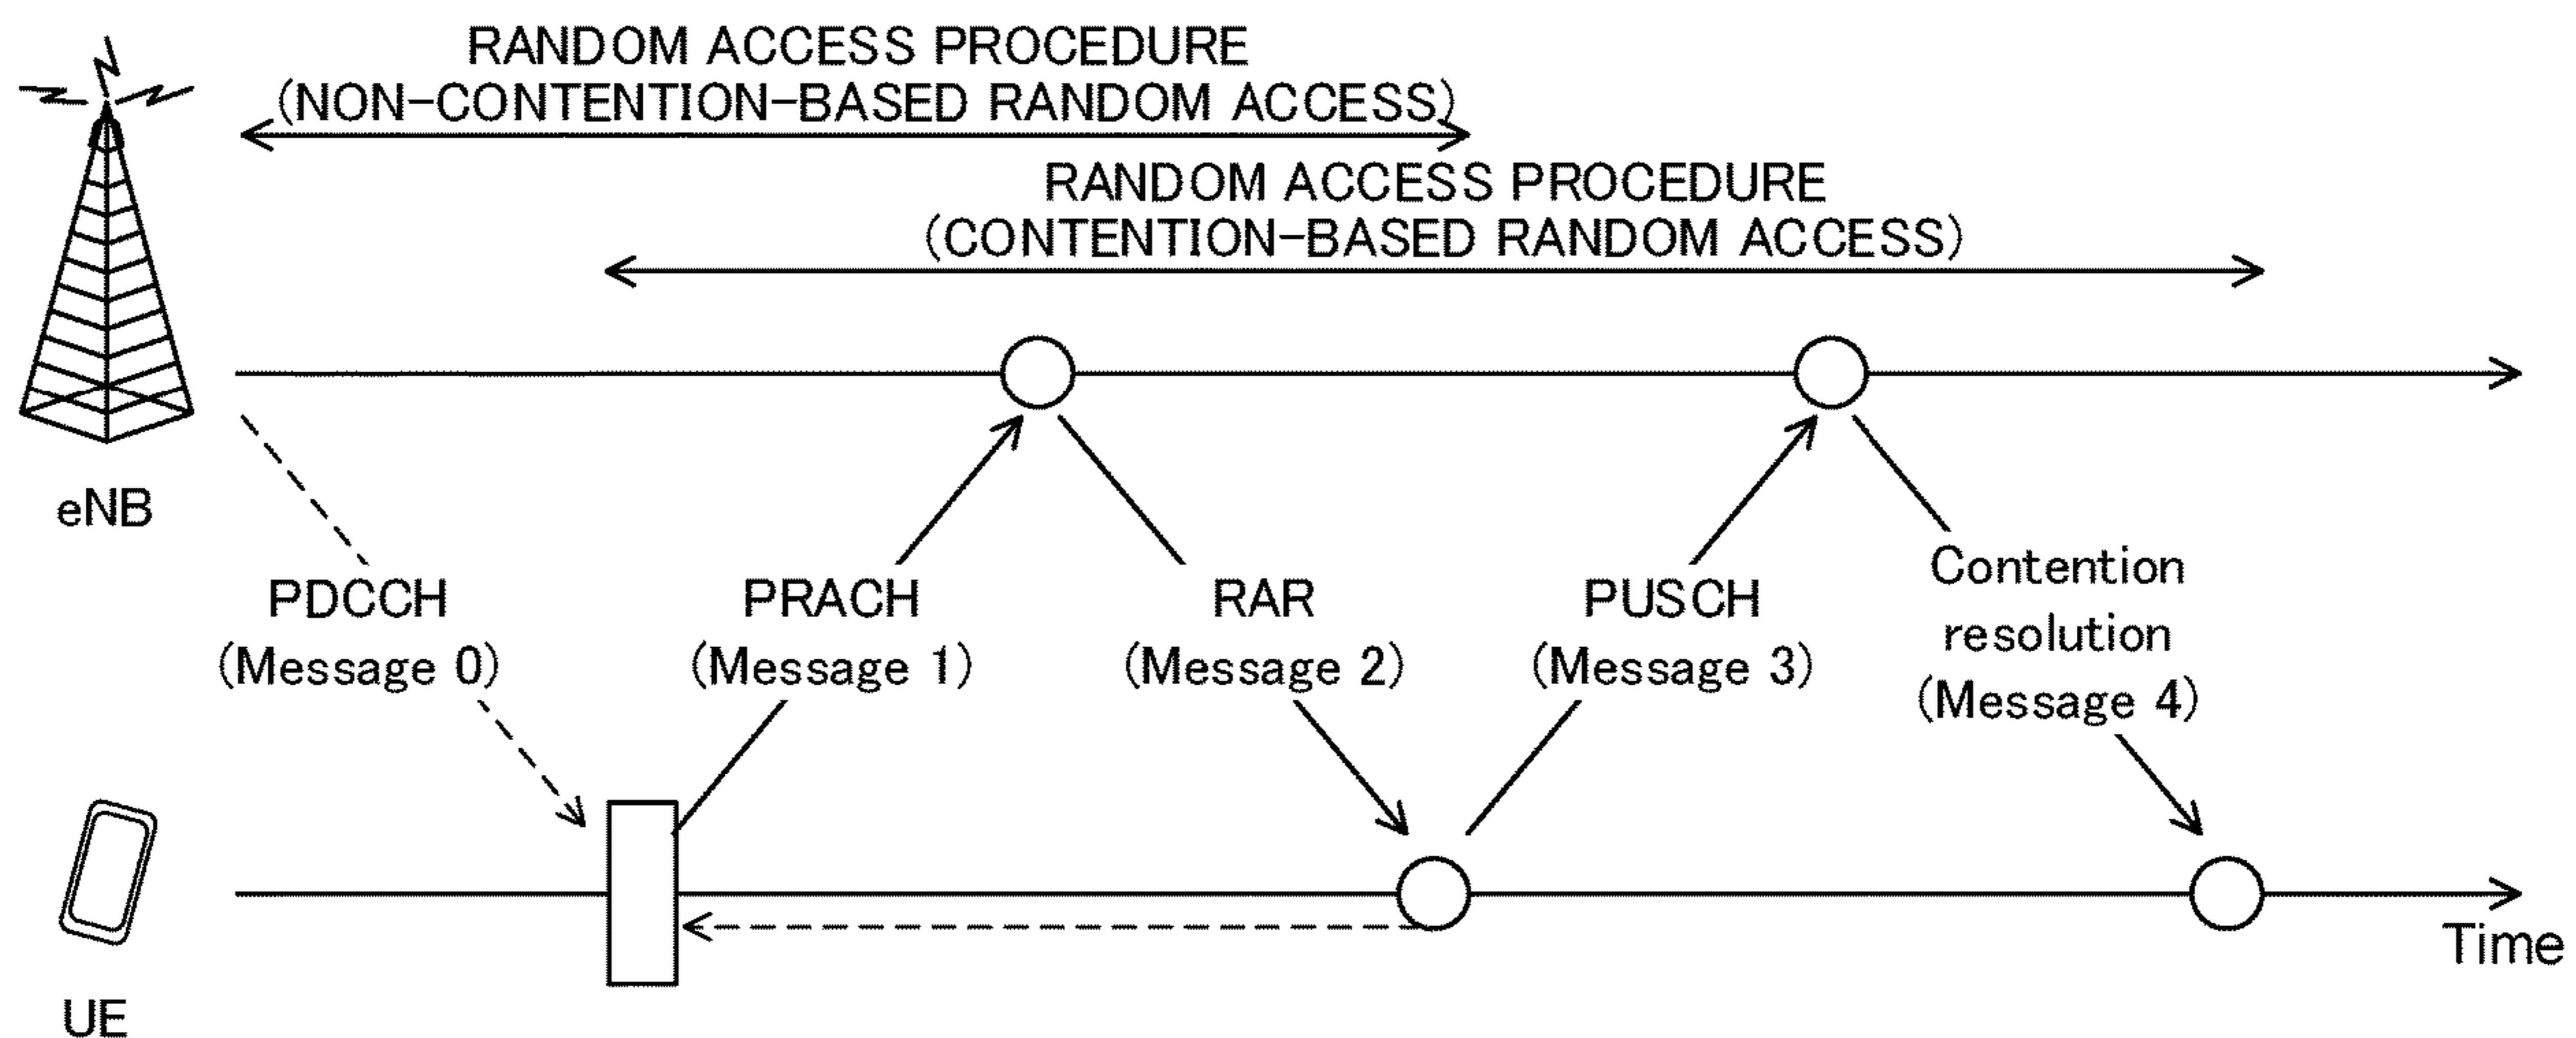 RANDOM ACCESS PROCEDURE
(NON-CONTENTION-BASED RANDOM ACCESS)
RANDOM ACCESS PROCEDURE
(CONTENTION-BASED RANDOM ACCESS)
eNB
PDCCH
(Message 0)
PRACH
(Message 1)
RAR
(Message 2)
PUSCH
(Message 3)
Contention
resolution
(Message 4)
Time
UE